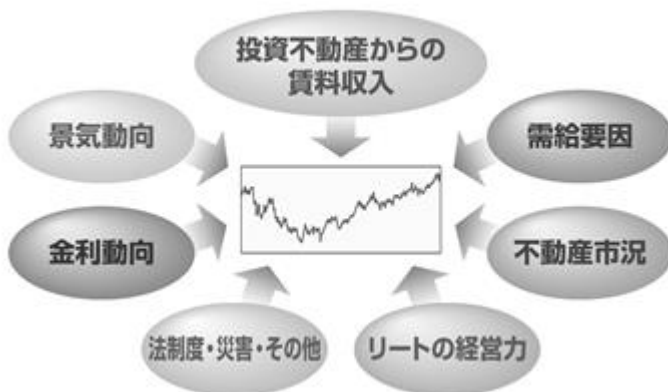 投資不動産からの
賃料収入
景気動向
需給要因
金利動向
不動産市況
法制度・災害・その他
リートの経営力